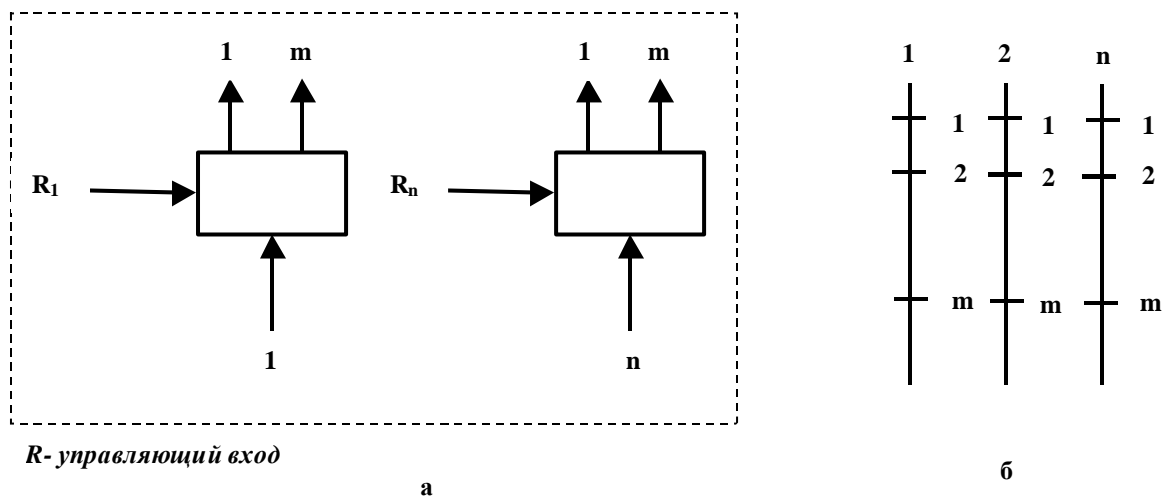 1 m 1 m
R₁ Rₙ
1 n
R- управляющий вход
а
1 2 n
1 1 1
2 2 2
m m m
б